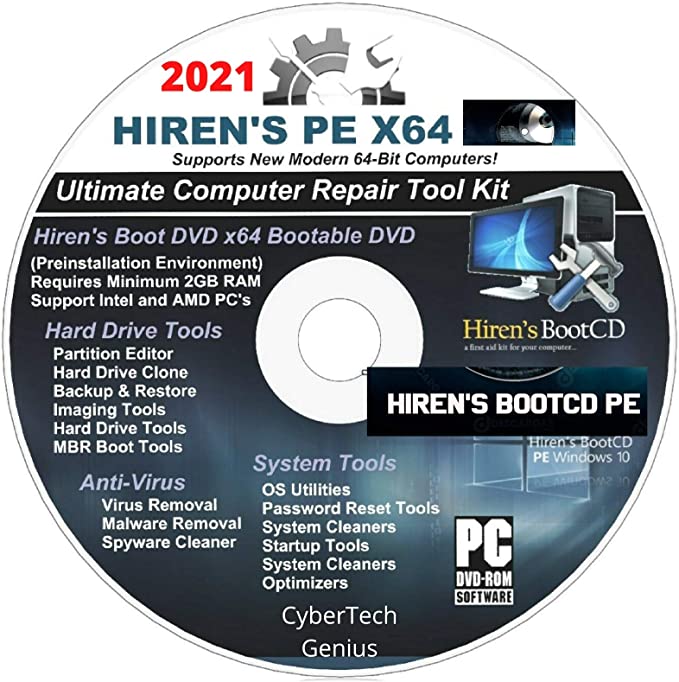 2021
HIREN'S PE X64
Supports New Modern 64-Bit Computers!
Ultimate Computer Repair Tool Kit
Hiren's Boot DVD x64 Bootable DVD
(Preinstallation Environment)
Requires Minimum 2GB RAM
Support Intel and AMD PC's
Hiren's BootCD
a first aid kit for your computer...
Hard Drive Tools
Partition Editor
Hard Drive Clone
Backup & Restore
Imaging Tools
Hard Drive Tools
MBR Boot Tools
HIREN'S BOOTCD PE
Hiren's BootCD
PE Windows 10
Anti-Virus
Virus Removal
Malware Removal
Spyware Cleaner
System Tools
OS Utilities
Password Reset Tools
System Cleaners
Startup Tools
System Cleaners
Optimizers
PC
DVD-ROM
SOFTWARE
CyberTech
Genius